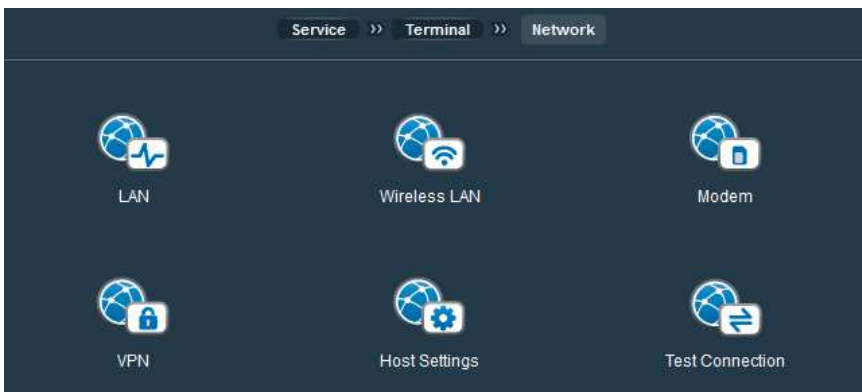 Service » Terminal » Network
LAN Wireless LAN Modem
VPN Host Settings Test Connection